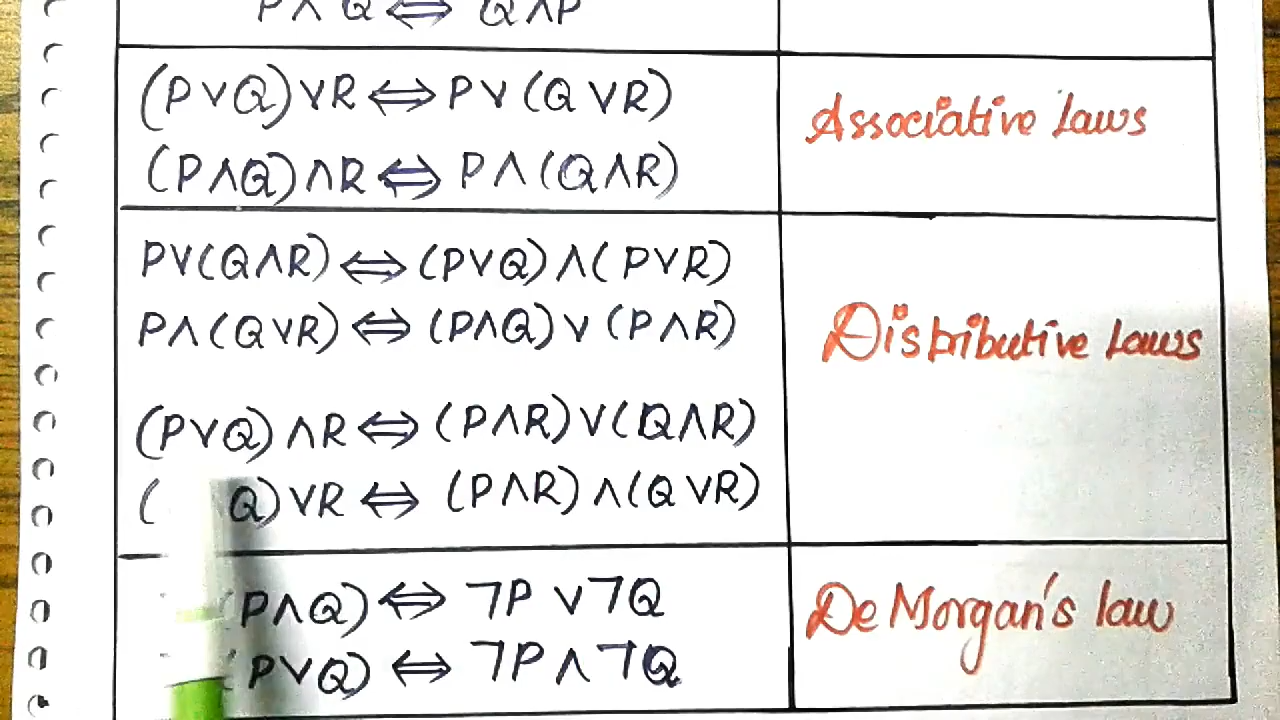 P∧Q ⇔ Q∧P
(P∨Q)∨R ⇔ P∨(Q∨R)
(P∧Q)∧R ⇔ P∧(Q∧R)
Associative Laws
P∨(Q∧R) ⇔ (P∨Q)∧(P∨R)
P∧(Q∨R) ⇔ (P∧Q)∨(P∧R)
(P∨Q)∧R ⇔ (P∧R)∨(Q∧R)
( Q)∨R ⇔ (P∧R)∧(Q∨R)
Distributive Laws
(P∧Q) ⇔ ¬P∨¬Q
(P∨Q) ⇔ ¬P∧¬Q
De Morgan's law